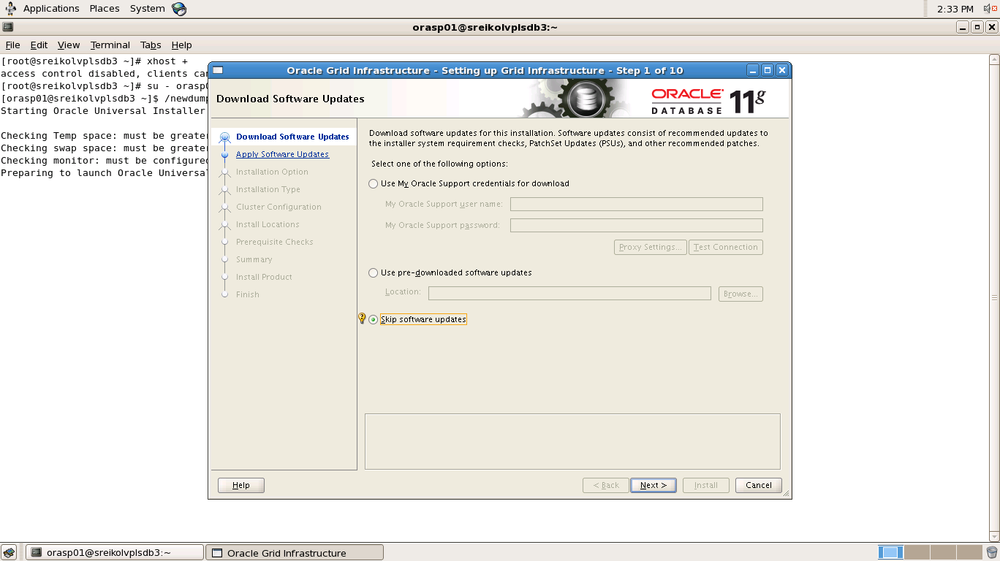 Applications Places System
2:33 PM
orasp01@sreikolvplsdb3:~
File Edit View Terminal Tabs Help
[root@sreikolvplsdb3 ~]# xhost +
access control disabled, clients
[root@sreikolvplsdb3 ~]# su -
[orasp01@sreikolvplsdb3 ~]$
Starting Oracle Universal Installer
Checking Temp space: must be
Checking swap space: must be
Checking monitor: must be
Preparing to launch Oracle
Oracle Grid Infrastructure - Setting up Grid Infrastructure - Step 1 of 10
Download Software Updates
ORACLE
DATABASE
11g
Download Software Updates
Apply Software Updates
Installation Option
Installation Type
Cluster Configuration
Install Locations
Prerequisite Checks
Summary
Install Product
Finish
Download software updates for this installation. Software updates consist of recommended updates to
the installer system requirement checks, PatchSet Updates (PSUs), and other recommended patches.
Select one of the following options:
Use My Oracle Support credentials for download
My Oracle Support user name:
My Oracle Support password:
Proxy Settings... Test Connection
Use pre-downloaded software updates
Location: Browse...
Skip software updates
Help < Back Next > Install Cancel
orasp01@sreikolvplsdb3:~ Oracle Grid Infrastructure